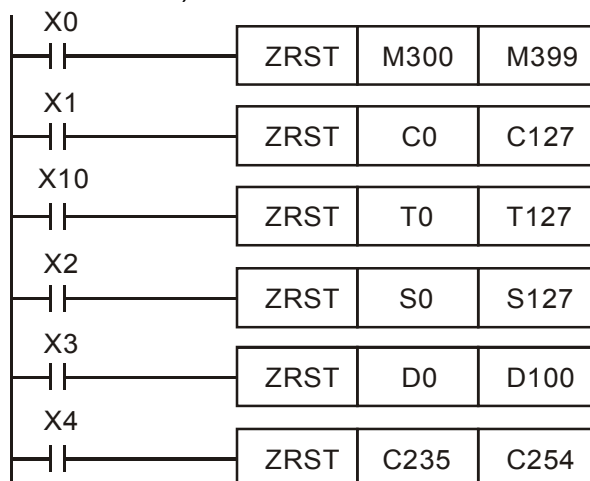 X0
ZRST M300 M399
X1
ZRST C0 C127
X10
ZRST T0 T127
X2
ZRST S0 S127
X3
ZRST D0 D100
X4
ZRST C235 C254